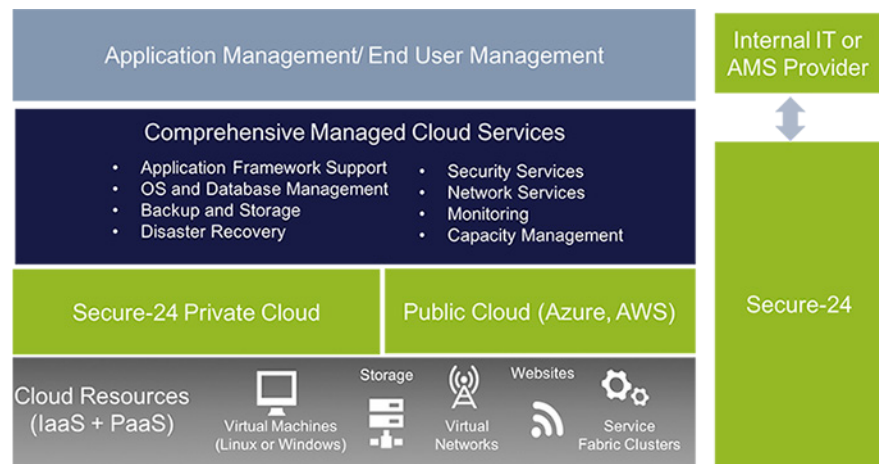 Application Management/ End User Management
Internal IT or
AMS Provider
Comprehensive Managed Cloud Services
• Application Framework Support
• OS and Database Management
• Backup and Storage
• Disaster Recovery
• Security Services
• Network Services
• Monitoring
• Capacity Management
Secure-24 Private Cloud
Public Cloud (Azure, AWS)
Secure-24
Cloud Resources
(IaaS + PaaS)
Virtual Machines
(Linux or Windows)
Storage
Virtual
Networks
Websites
Service
Fabric Clusters